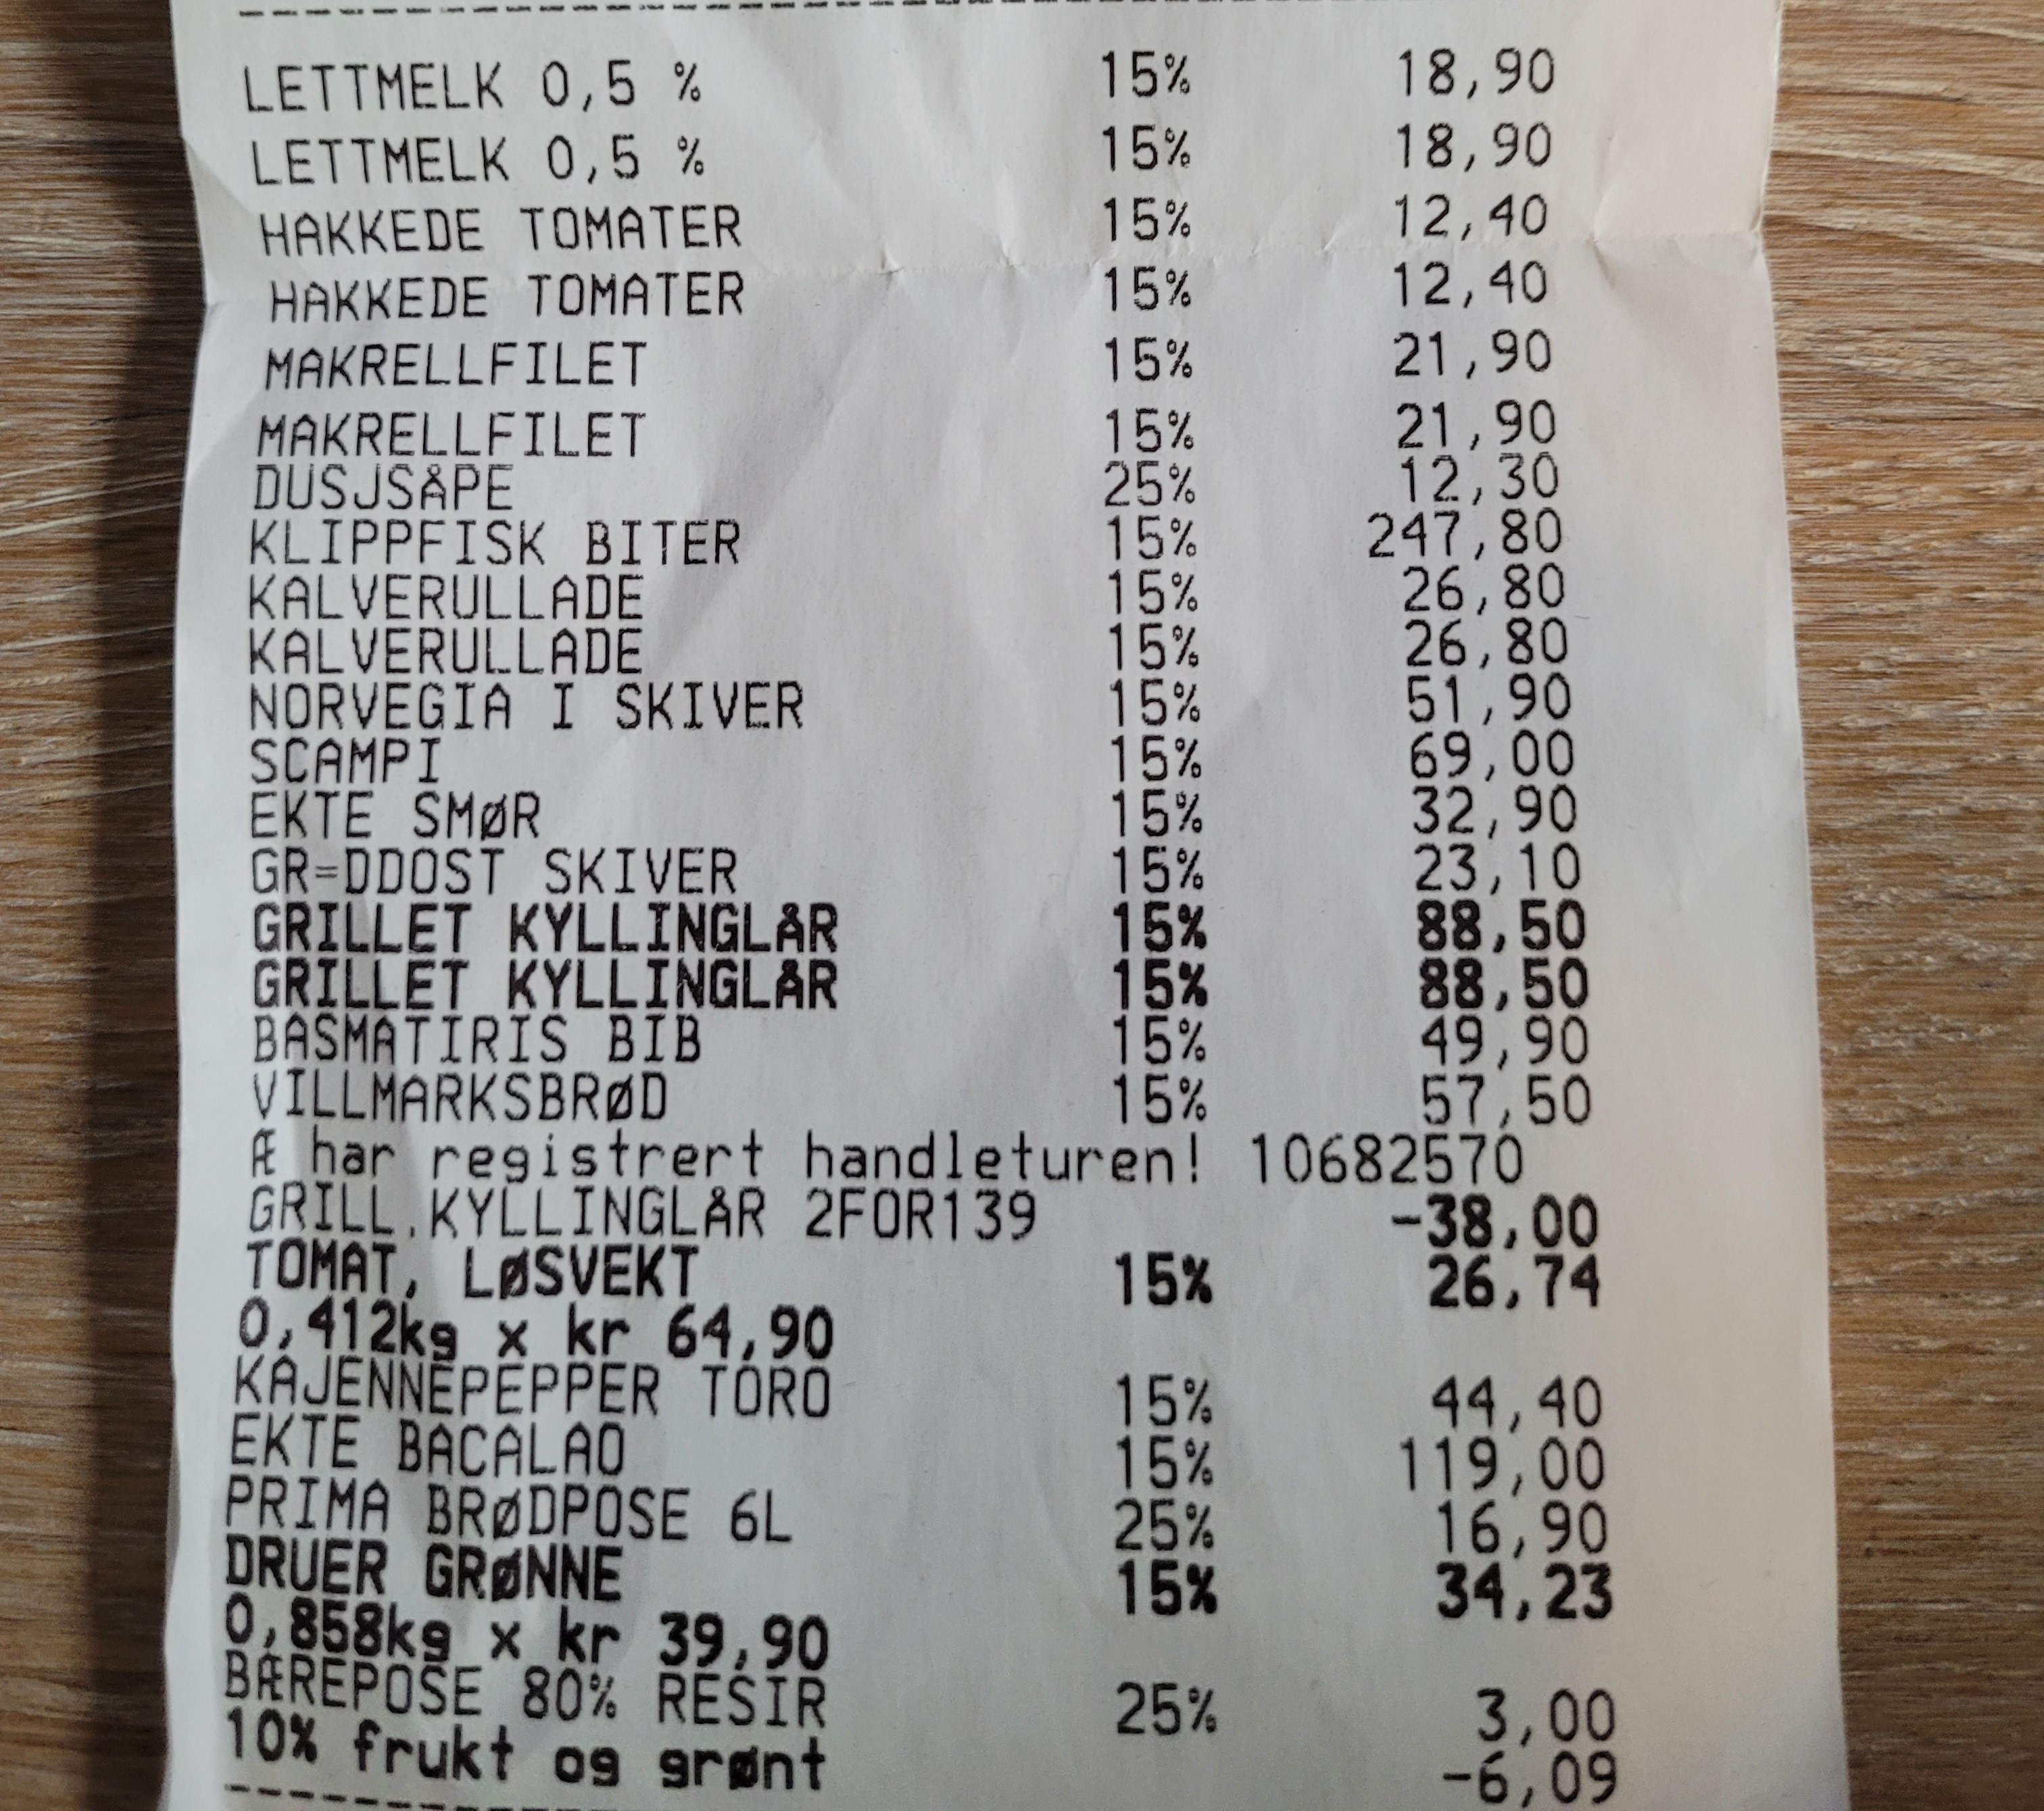 LETTMELK 0,5 % 15% 18,90
LETTMELK 0,5 % 15% 18,90
HAKKEDE TOMATER 15% 12,40
HAKKEDE TOMATER 15% 12,40
MAKRELLFILET 15% 21,90
MAKRELLFILET 15% 21,90
DUSJSÅPE 25% 12,30
KLIPPFISK BITER 15% 247,80
KALVERULLADE 15% 26,80
KALVERULLADE 15% 26,80
NORVEGIA I SKIVER 15% 51,90
SCAMPI 15% 69,00
EKTE SMØR 15% 32,90
GR=DDOST SKIVER 15% 23,10
GRILLET KYLLINGLÅR 15% 88,50
GRILLET KYLLINGLÅR 15% 88,50
BASMATIRIS BIB 15% 49,90
VILLMARKSBRØD 15% 57,50
Æ har registrert handleturen! 10682570
GRILL.KYLLINGLÅR 2FOR139 -38,00
TOMAT, LØSVEKT 15% 26,74
0,412kg x kr 64,90
KAJENNEPEPPER TORO 15% 44,40
EKTE BACALAO 15% 119,00
PRIMA BRØDPOSE 6L 25% 16,90
DRUER GRØNNE 15% 34,23
0,858kg x kr 39,90
BÆREPOSE 80% RESIR 25% 3,00
10% frukt og grønt -6,09